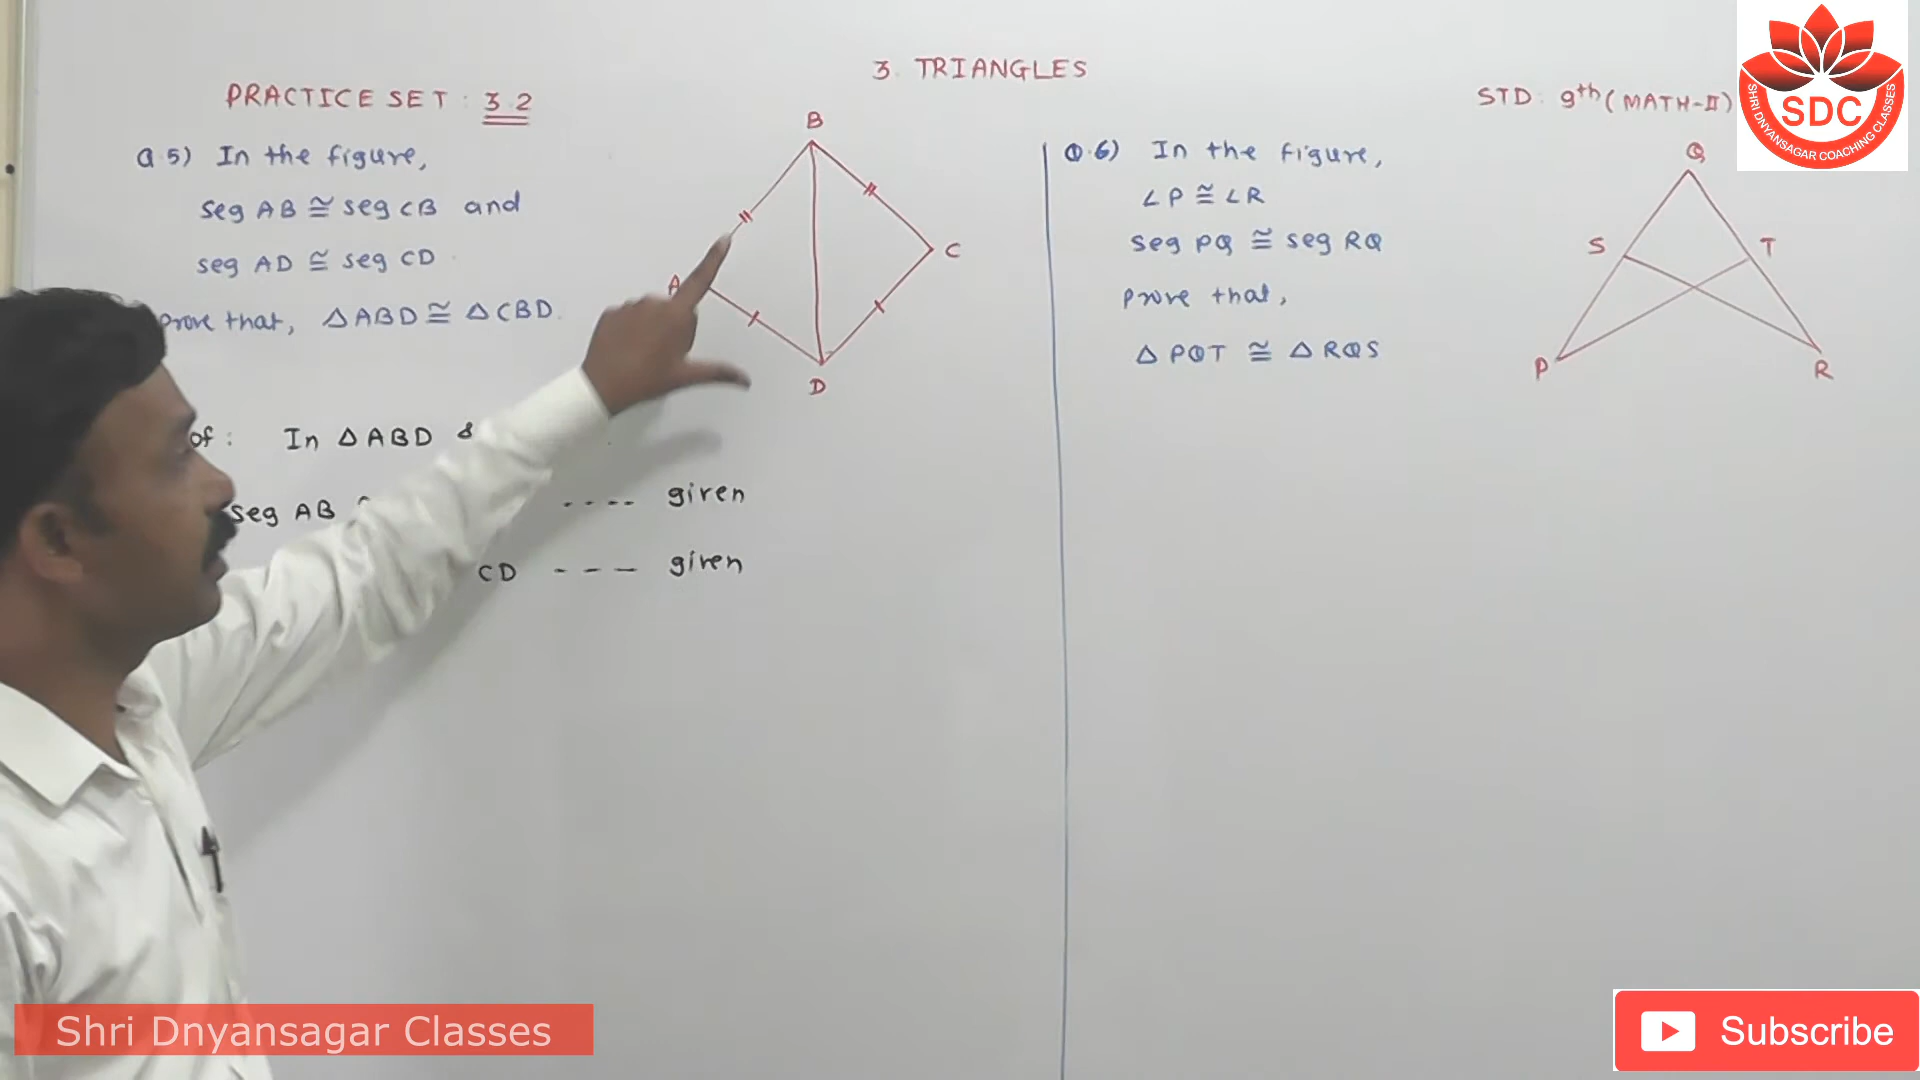 3. TRIANGLES
PRACTICE SET : 3.2
STD : 9th (MATH-II)
SDC
SHRI DNYANSAGAR COACHING CLASSES
Q.5) In the figure,
seg AB ≅ seg CB and
seg AD ≅ seg CD
Prove that, △ABD ≅ △CBD.
B
A
C
D
of : In △ABD &
seg AB .... given
CD --- given
Q.6) In the figure,
∠P ≅ ∠R
seg PQ ≅ seg RQ
prove that,
△ PQT ≅ △ RQS
Q
S
T
P
R
Shri Dnyansagar Classes
Subscribe